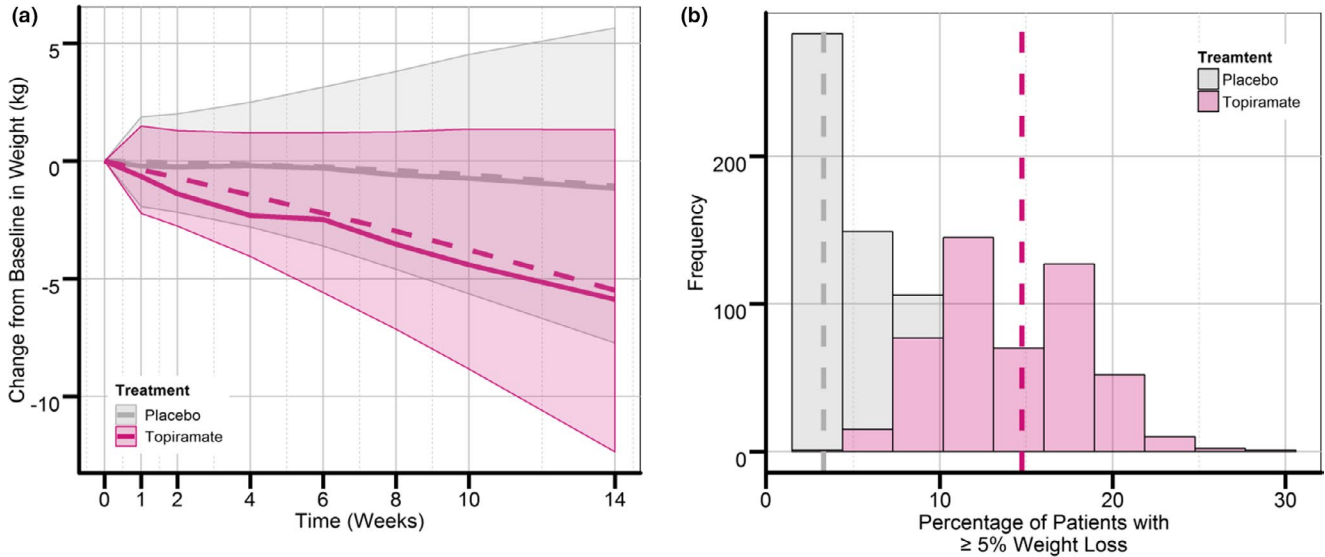 (a)
Change from Baseline in Weight (kg)
5
0
-5
-10
Treatment
Placebo
Topiramate
0 1 2 4 6 8 10 14
Time (Weeks)
(b)
Frequency
200
100
0
Treamtent
Placebo
Topiramate
0 10 20 30
Percentage of Patients with
≥ 5% Weight Loss